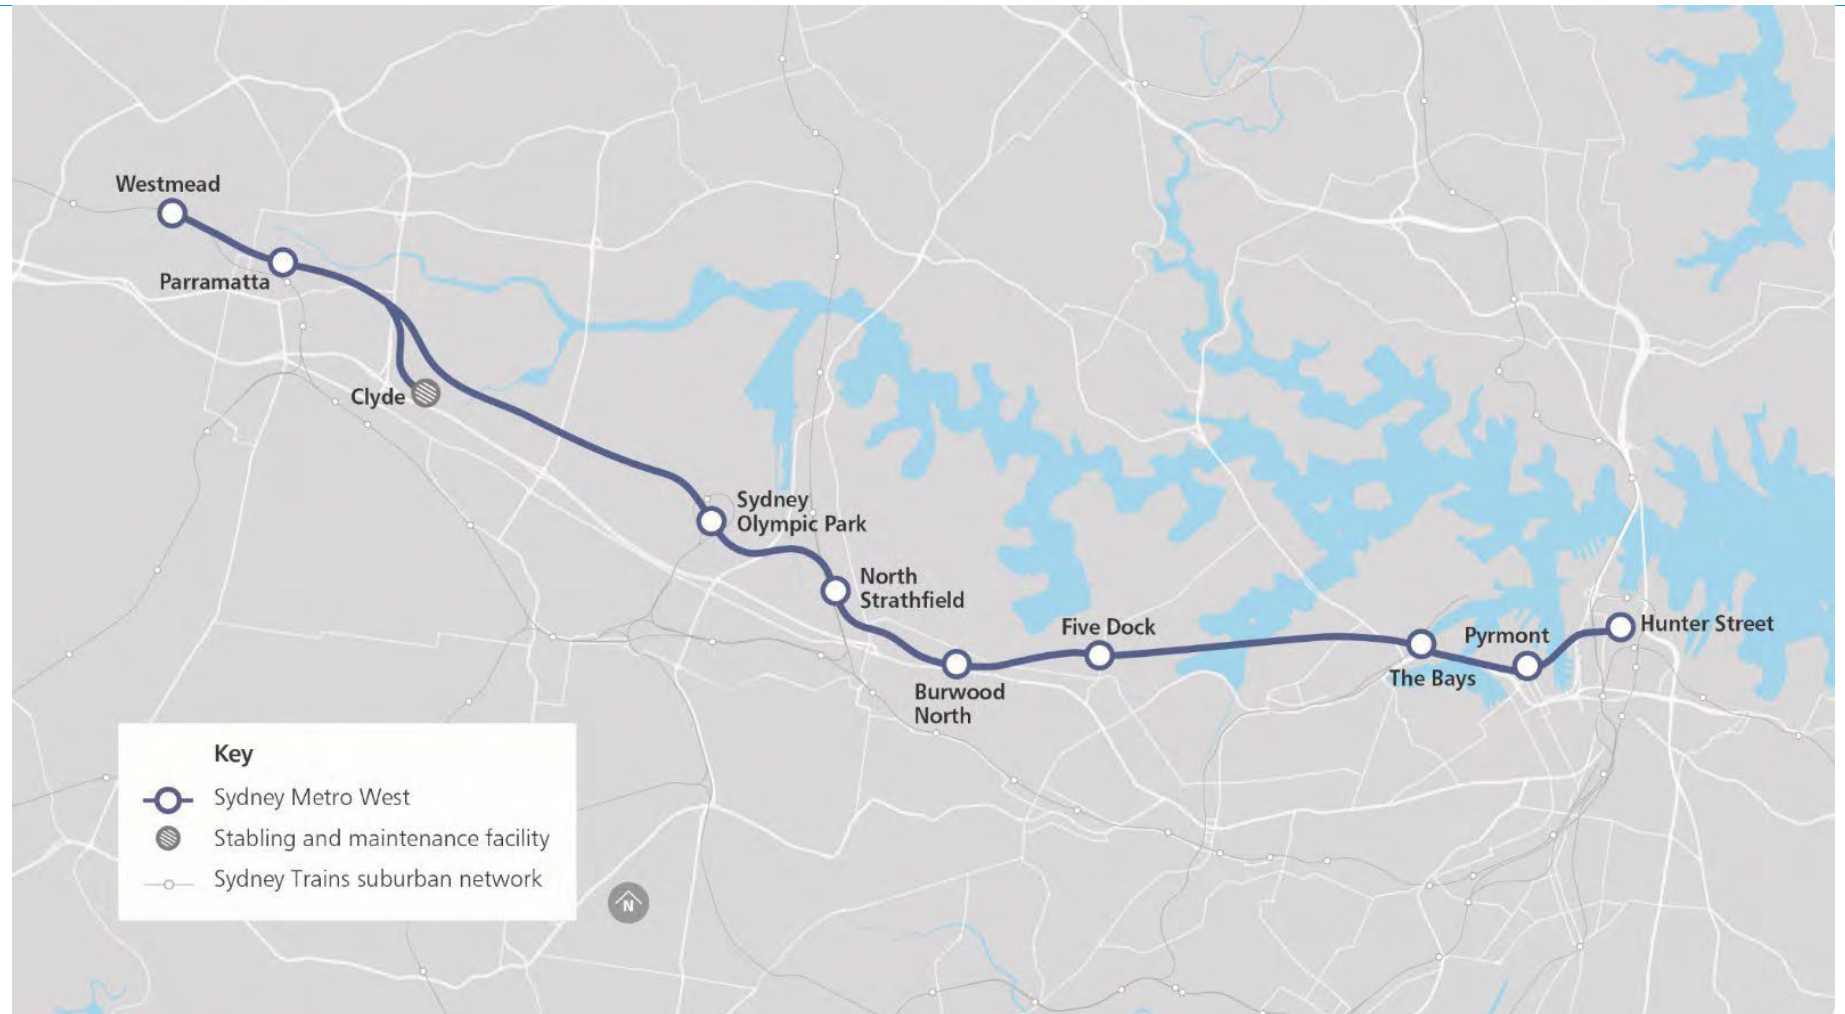 Westmead
Parramatta
Clyde
Sydney
Olympic Park
North
Strathfield
Burwood
North
Five Dock
The Bays
Pyrmont
Hunter Street
Key
Sydney Metro West
Stabling and maintenance facility
Sydney Trains suburban network
N